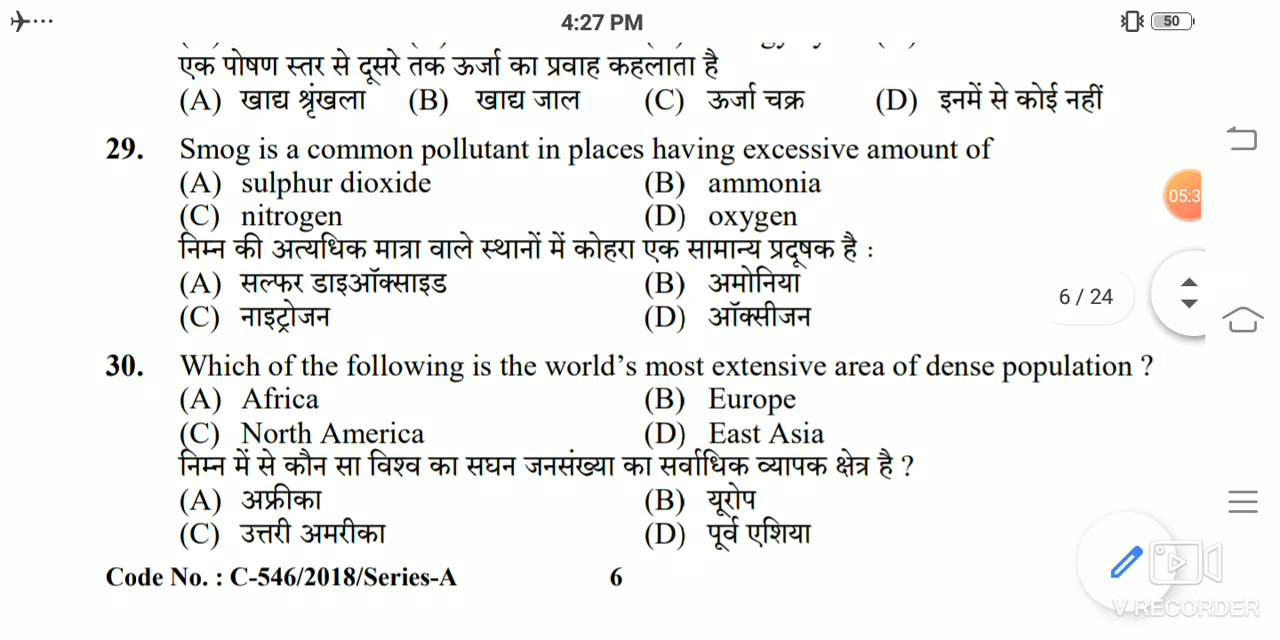 4:27 PM
50
एक पोषण स्तर से दूसरे तक ऊर्जा का प्रवाह कहलाता है
(A) खाद्य श्रृंखला (B) खाद्य जाल (C) ऊर्जा चक्र (D) इनमें से कोई नहीं
29. Smog is a common pollutant in places having excessive amount of
(A) sulphur dioxide (B) ammonia
(C) nitrogen (D) oxygen
05:3
निम्न की अत्यधिक मात्रा वाले स्थानों में कोहरा एक सामान्य प्रदूषक है :
(A) सल्फर डाइऑक्साइड (B) अमोनिया
6 / 24
(C) नाइट्रोजन (D) ऑक्सीजन
30. Which of the following is the world’s most extensive area of dense population ?
(A) Africa (B) Europe
(C) North America (D) East Asia
निम्न में से कौन सा विश्व का सघन जनसंख्या का सर्वाधिक व्यापक क्षेत्र है ?
(A) अफ्रीका (B) यूरोप
(C) उत्तरी अमरीका (D) पूर्व एशिया
Code No. : C-546/2018/Series-A 6
V RECORDER